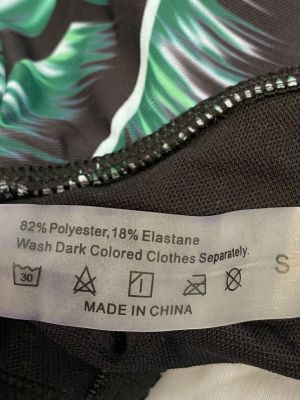 82% Polyester, 18% Elastane
Wash Dark Colored Clothes Separately.
S
30
MADE IN CHINA